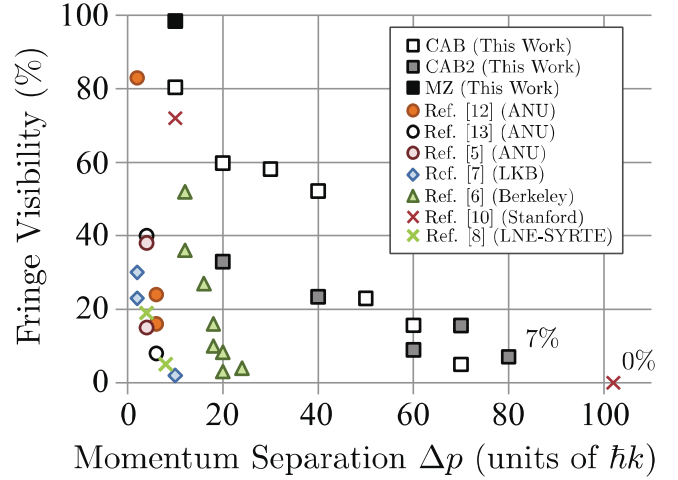 100
80
60
40
20
0
Fringe Visibility (%)
CAB (This Work)
CAB2 (This Work)
MZ (This Work)
Ref. [12] (ANU)
Ref. [13] (ANU)
Ref. [5] (ANU)
Ref. [7] (LKB)
Ref. [6] (Berkeley)
Ref. [10] (Stanford)
Ref. [8] (LNE-SYRTE)
7%
0%
0 20 40 60 80 100
Momentum Separation Δp (units of ℏk)